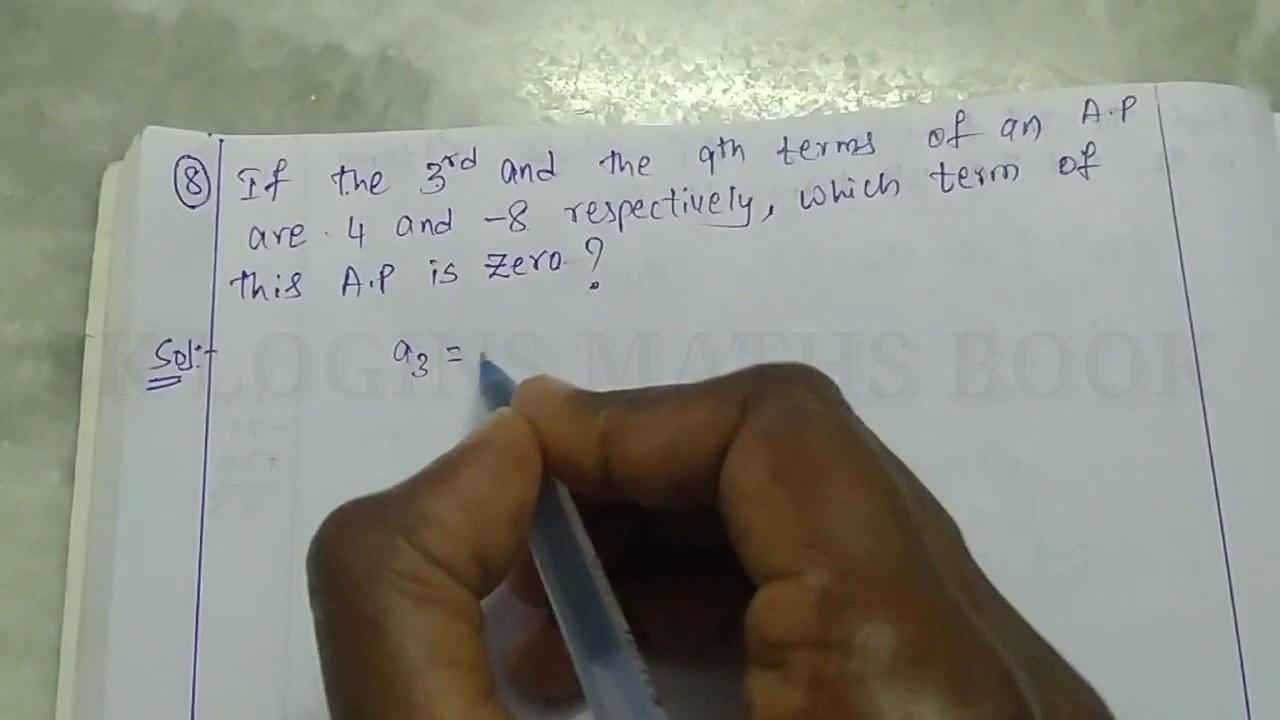 ⑧ If the 3rd and the 9th terms of an A.P
are 4 and -8 respectively, which term of
this A.P is zero?
Sol:-
a₃ =